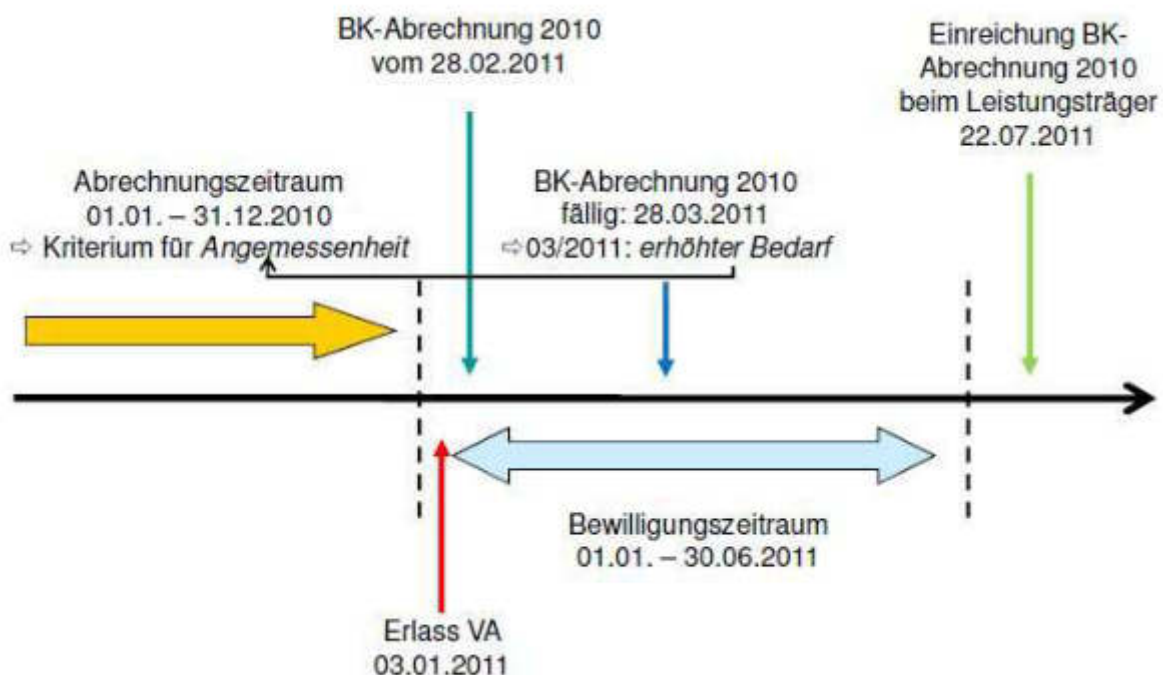 BK-Abrechnung 2010
vom 28.02.2011
Einreichung BK-
Abrechnung 2010
beim Leistungsträger
22.07.2011
Abrechnungszeitraum
01.01. – 31.12.2010
⇨ Kriterium für Angemessenheit
BK-Abrechnung 2010
fällig: 28.03.2011
⇨03/2011: erhöhter Bedarf
Bewilligungszeitraum
01.01. – 30.06.2011
Erlass VA
03.01.2011